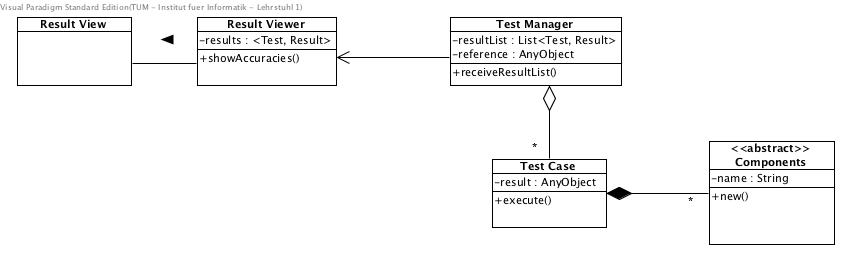 Visual Paradigm Standard Edition(TUM - Institut fuer Informatik - Lehrstuhl 1)
Result View
Result Viewer
-results : <Test, Result>
+showAccuracies()
Test Manager
-resultList : List<Test, Result>
-reference : AnyObject
+receiveResultList()
*
Test Case
-result : AnyObject
+execute()
*
<<abstract>>
Components
-name : String
+new()